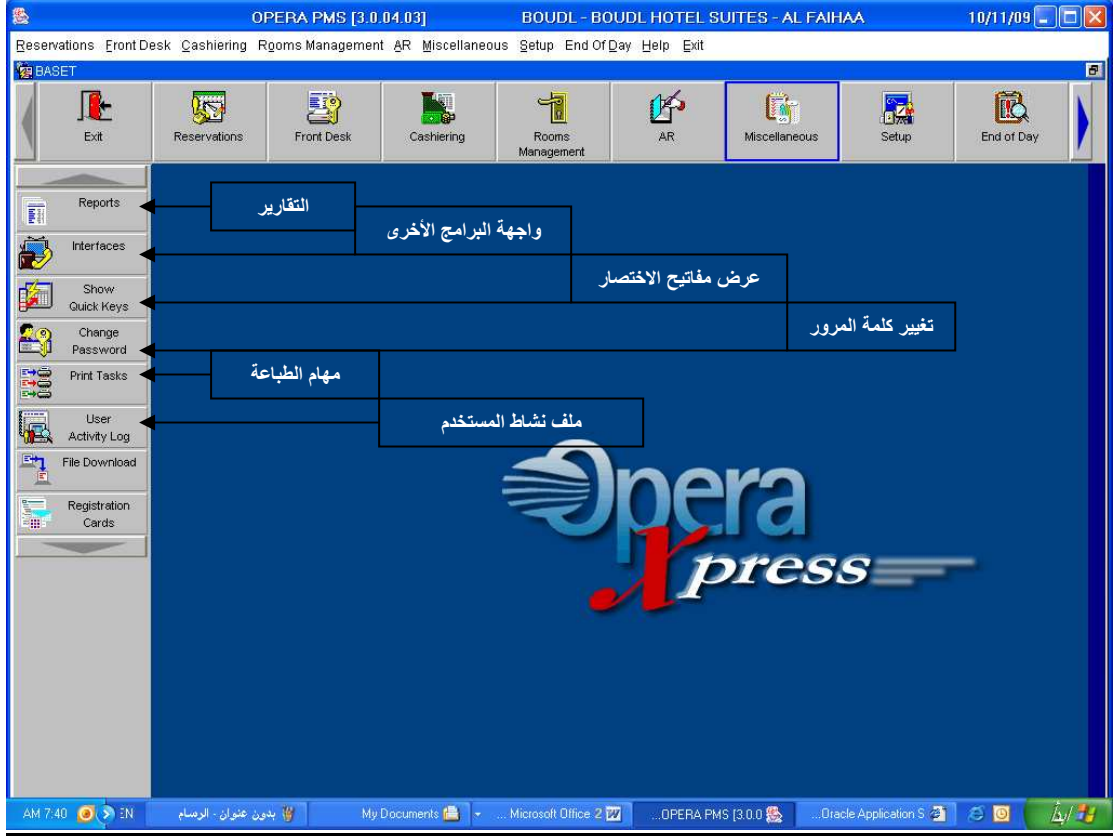 OPERA PMS [3.0.04.03] BOUDL - BOUDL HOTEL SUITES - AL FAIHAA 10/11/09
Reservations Front Desk Cashiering Rooms Management AR Miscellaneous Setup End Of Day Help Exit
BASET
Exit
Reservations
Front Desk
Cashiering
Rooms
Management
AR
Miscellaneous
Setup
End of Day
Reports
التقارير
Interfaces
واجهة البرامج الأخرى
Show
Quick Keys
عرض مفاتيح الاختصار
Change
Password
تغيير كلمة المرور
Print Tasks
مهام الطباعة
User
Activity Log
ملف نشاط المستخدم
File Download
Registration
Cards
Opera
Xpress
AM 7:40
EN
بدون عنوان - الرسام
My Documents
... Microsoft Office 2
...OPERA PMS [3.0.0
...Oracle Application S
ابدأ